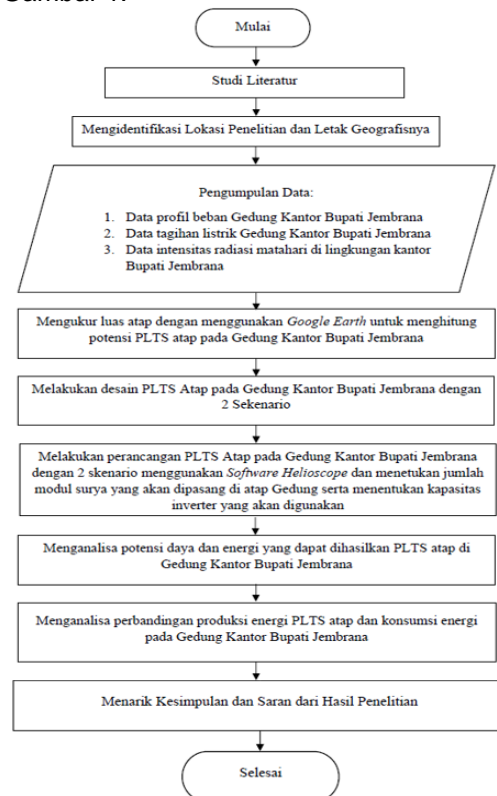 Mulai
Studi Literatur
Mengidentifikasi Lokasi Penelitian dan Letak Geografisnya
Pengumpulan Data:
1. Data profil beban Gedung Kantor Bupati Jembrana
2. Data tagihan listrik Gedung Kantor Bupati Jembrana
3. Data intensitas radiasi matahari di lingkungan kantor
Bupati Jembrana
Mengukur luas atap dengan menggunakan Google Earth untuk menghitung
potensi PLTS atap pada Gedung Kantor Bupati Jembrana
Melakukan desain PLTS Atap pada Gedung Kantor Bupati Jembrana dengan
2 Sekenario
Melakukan perancangan PLTS Atap pada Gedung Kantor Bupati Jembrana
dengan 2 skenario menggunakan Software Helioscope dan menetukan jumlah
modul surya yang akan dipasang di atap Gedung serta menentukan kapasitas
inverter yang akan digunakan
Menganalisa potensi daya dan energi yang dapat dihasilkan PLTS atap di
Gedung Kantor Bupati Jembrana
Menganalisa perbandingan produksi energi PLTS atap dan konsumsi energi
pada Gedung Kantor Bupati Jembrana
Menarik Kesimpulan dan Saran dari Hasil Penelitian
Selesai